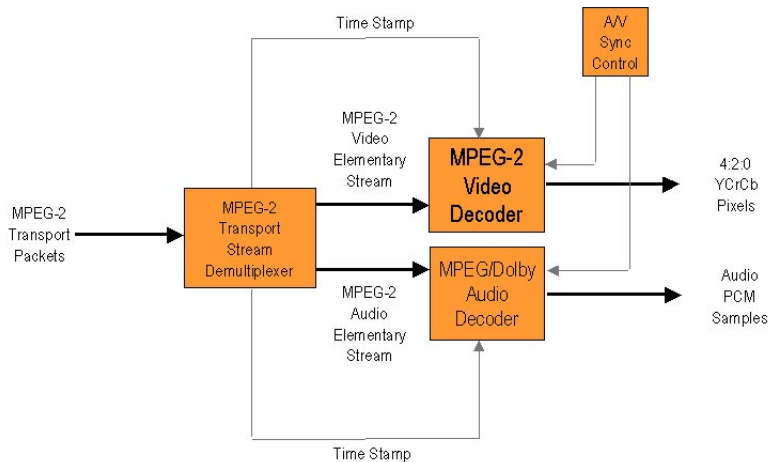 Time Stamp
A/V
Sync
Control
MPEG-2
Video
Elementary
Stream
MPEG-2
Video
Decoder
4:2:0
YCrCb
Pixels
MPEG-2
Transport
Packets
MPEG-2
Transport
Stream
Demultiplexer
MPEG/Dolby
Audio
Decoder
Audio
PCM
Samples
MPEG-2
Audio
Elementary
Stream
Time Stamp